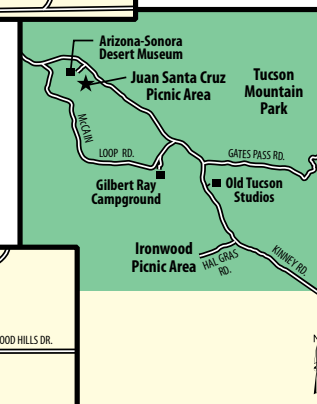 Arizona-Sonora
Desert Museum
Juan Santa Cruz
Picnic Area
Tucson
Mountain
Park
McCAIN
LOOP RD.
GATES PASS RD.
Gilbert Ray
Campground
Old Tucson
Studios
Ironwood
Picnic Area
HAL GRAS
RD.
KINNEY RD.
OOD HILLS DR.
N